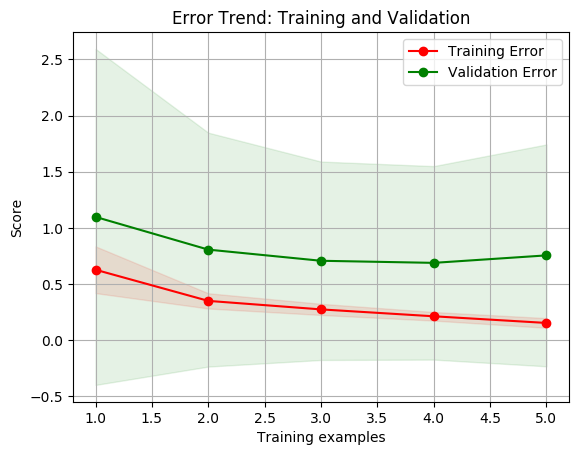 Error Trend: Training and Validation
Training Error
Validation Error
2.5
2.0
1.5
1.0
0.5
0.0
−0.5
Score
1.0 1.5 2.0 2.5 3.0 3.5 4.0 4.5 5.0
Training examples